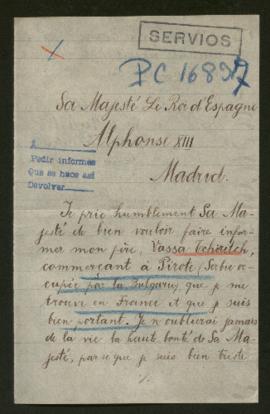 SERVIOS
PC 16897
Sa Majesté Le Roi d'Espagne
Alphonse XIII
Madrid.
A
Pedir informes
Que se hace así
Devolver
Je prie humblement Sa Ma-
jesté de bien vouloir faire infor-
mer mon père, Vassa
commerçant à Pirote, Serbie oc-
cupée par la Bulgarie, que je me
trouve en France et que je suis
bien portant. Je n'oublierai jamais
de la vie la haute bonté de Sa Ma-
jesté, parce que je suis bien triste